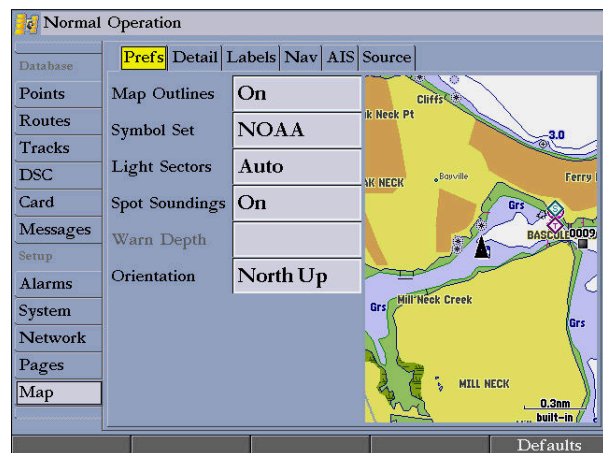 Normal Operation
Database
Points
Routes
Tracks
DSC
Card
Messages
Setup
Alarms
System
Network
Pages
Map
Prefs Detail Labels Nav AIS Source
Map Outlines On
Symbol Set NOAA
Light Sectors Auto
Spot Soundings On
Warn Depth
Orientation North Up
Cliffs
k Neck Pt
3.0
Bayville
Ferry
AK NECK
Grs
S
T
BASCULE
0009
Mill Neck Creek
Grs
Grs
MILL NECK
0.3nm
built-in
Defaults